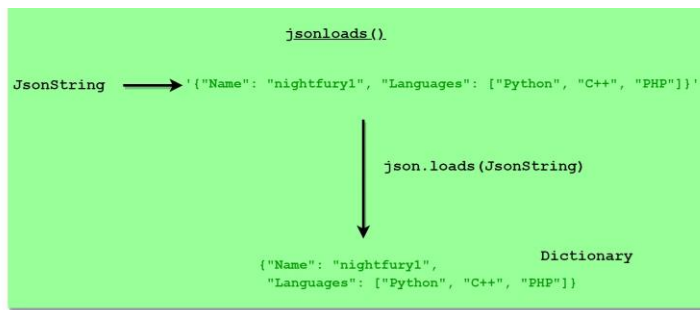 jsonloads()
JsonString
'{"Name": "nightfury1", "Languages": ["Python", "C++", "PHP"]}'
json.loads(JsonString)
Dictionary
{"Name": "nightfury1",
"Languages": ["Python", "C++", "PHP"]}